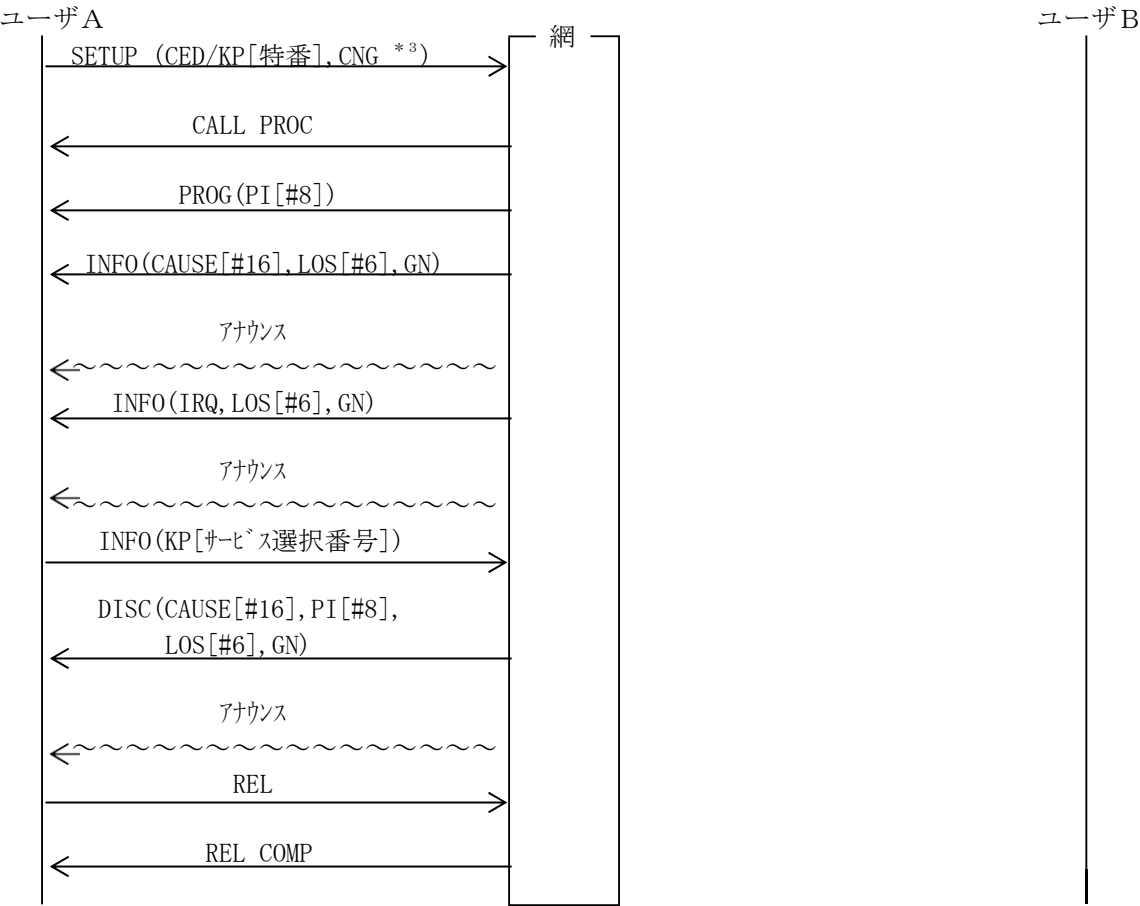 ユーザA
ユーザB
網
SETUP (CED/KP[特番],CNG *3)
CALL PROC
PROG(PI[#8])
INFO(CAUSE[#16],LOS[#6],GN)
ｱﾅｳﾝｽ
INFO(IRQ,LOS[#6],GN)
ｱﾅｳﾝｽ
INFO(KP[ｻｰﾋﾞｽ選択番号])
DISC(CAUSE[#16],PI[#8],
LOS[#6],GN)
ｱﾅｳﾝｽ
REL
REL COMP